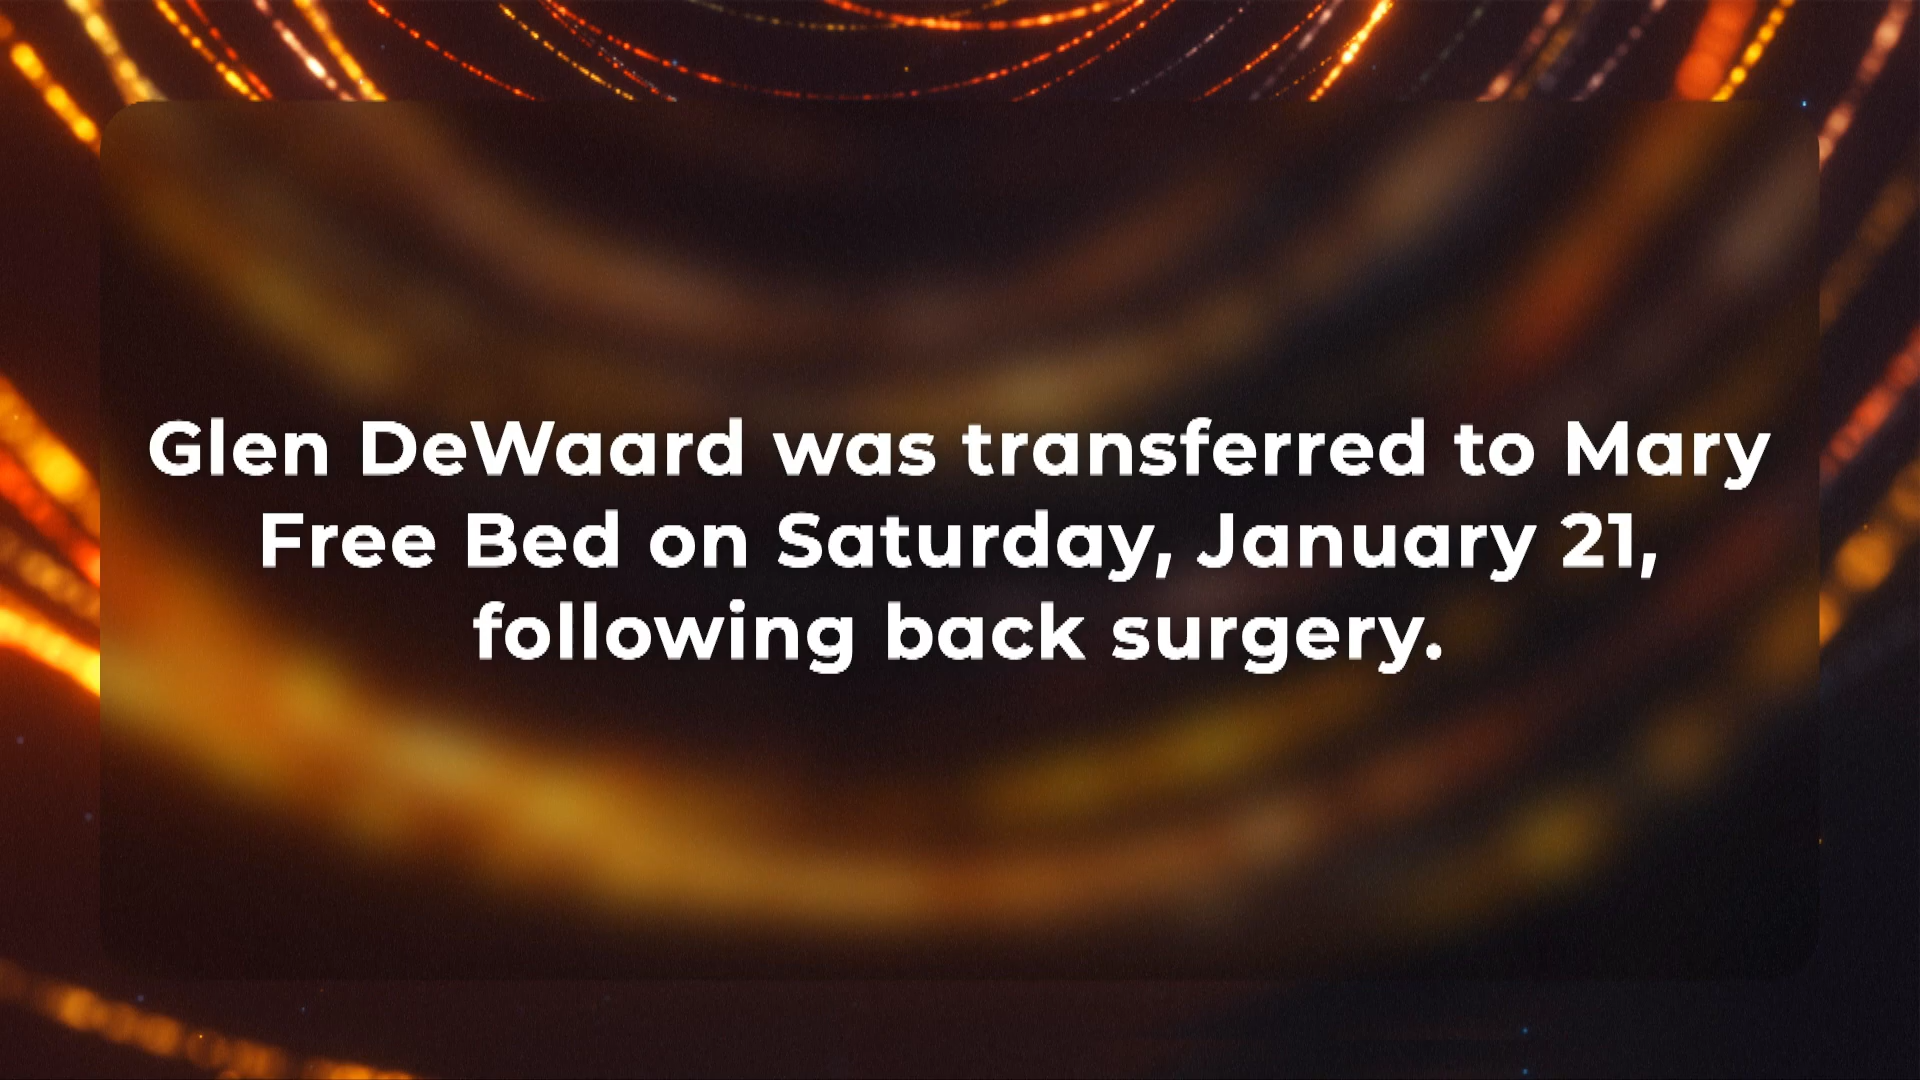 Glen DeWaard was transferred to Mary
Free Bed on Saturday, January 21,
following back surgery.